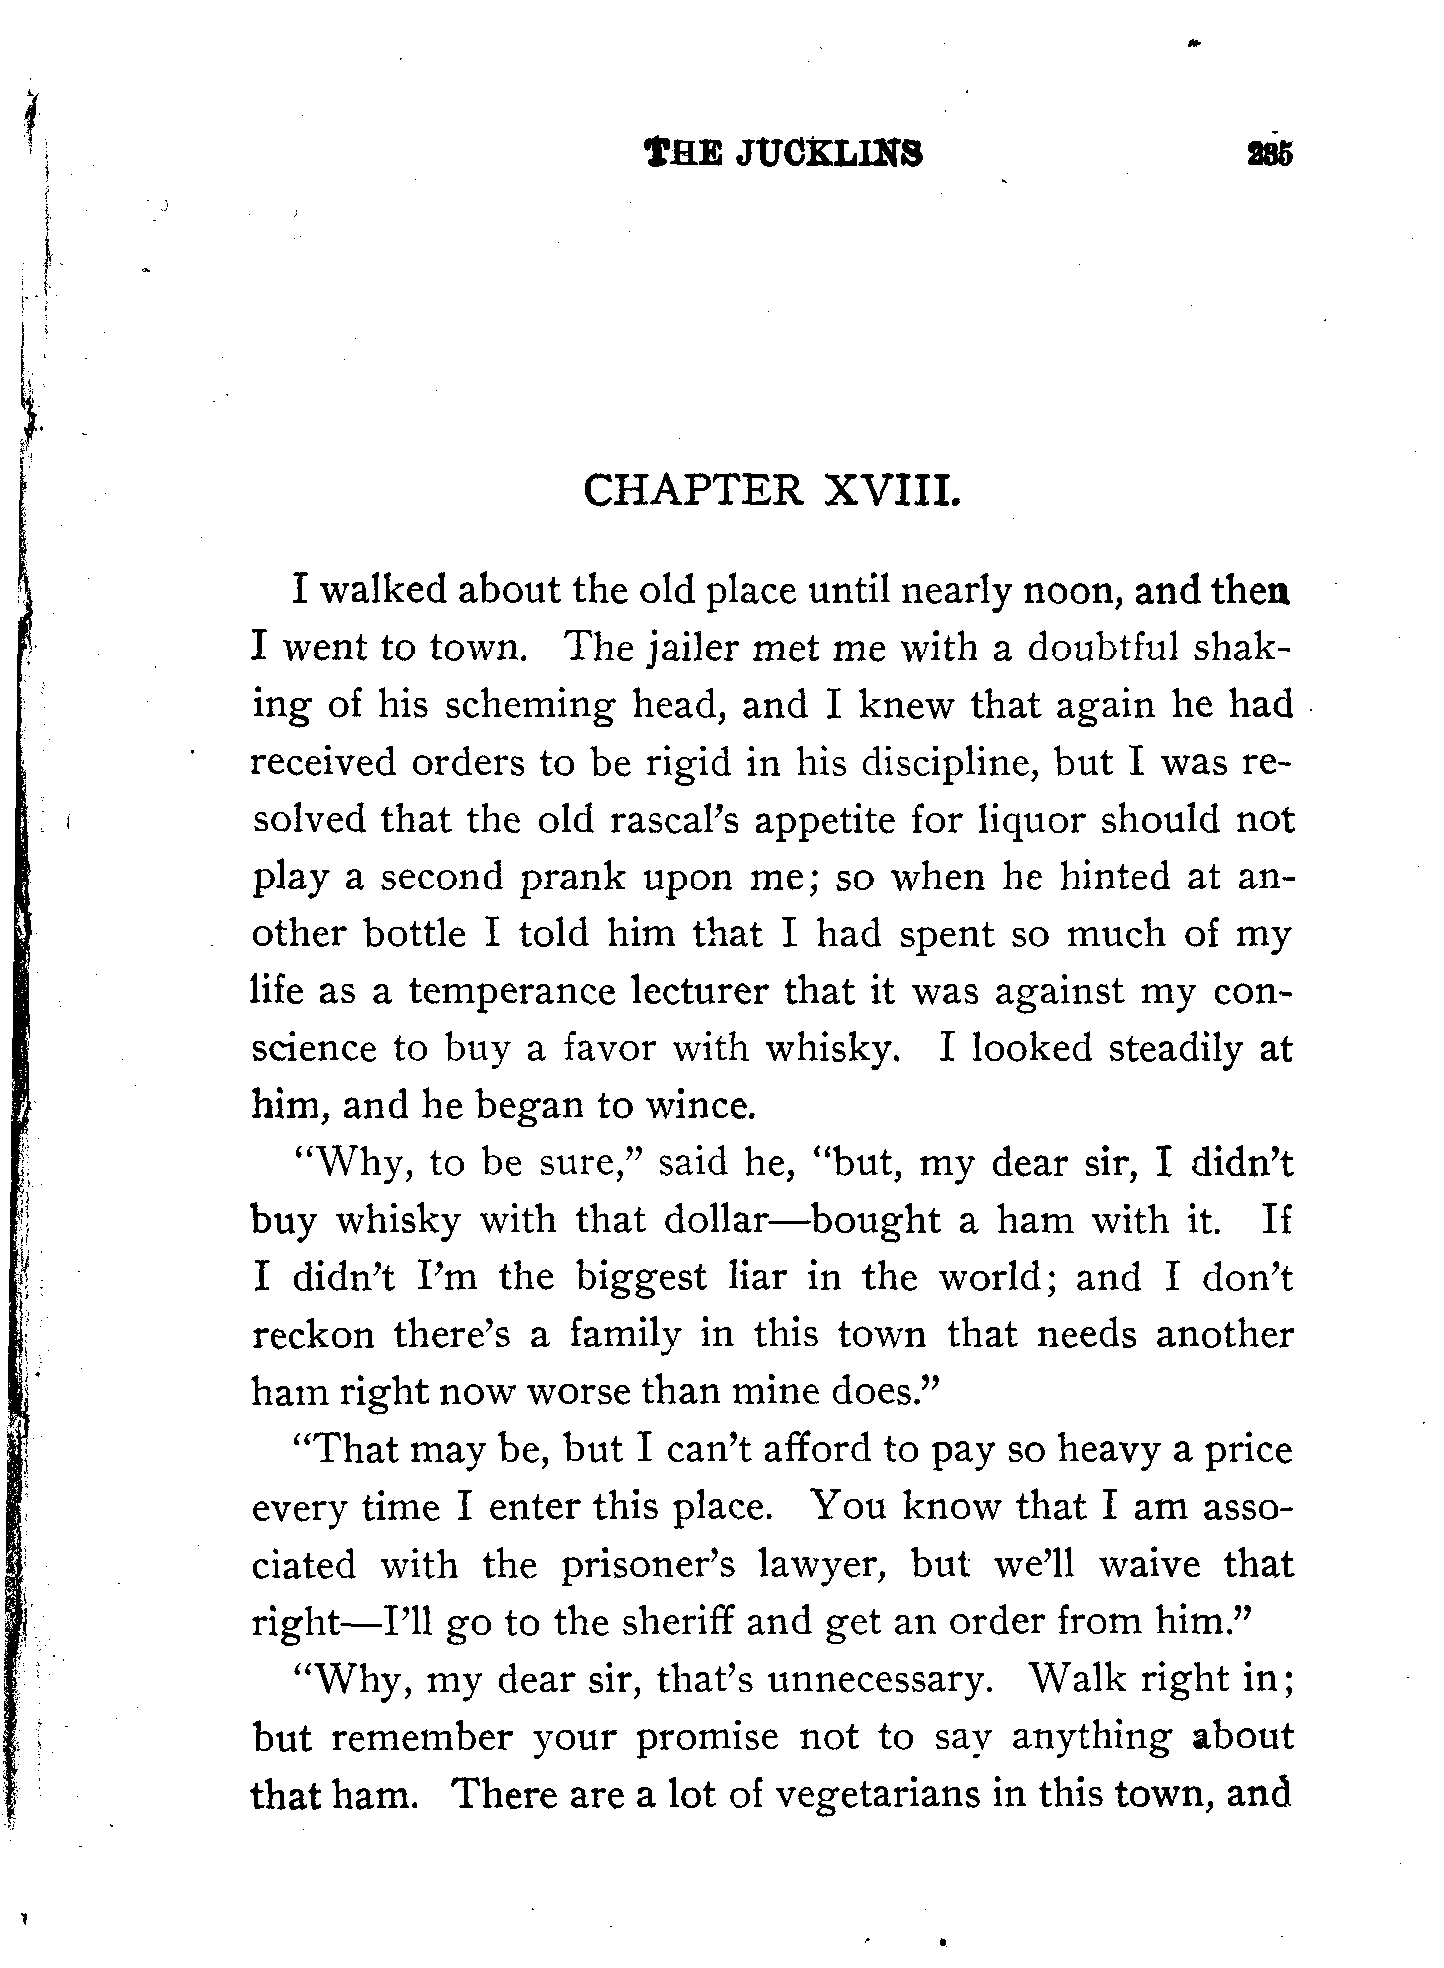 THE JUCKLINS 235
CHAPTER XVIII.
I walked about the old place until nearly noon, and then
I went to town. The jailer met me with a doubtful shak-
ing of his scheming head, and I knew that again he had
received orders to be rigid in his discipline, but I was re-
solved that the old rascal's appetite for liquor should not
play a second prank upon me; so when he hinted at an-
other bottle I told him that I had spent so much of my
life as a temperance lecturer that it was against my con-
science to buy a favor with whisky. I looked steadily at
him, and he began to wince.
"Why, to be sure," said he, "but, my dear sir, I didn't
buy whisky with that dollar—bought a ham with it. If
I didn't I'm the biggest liar in the world; and I don't
reckon there's a family in this town that needs another
ham right now worse than mine does."
"That may be, but I can't afford to pay so heavy a price
every time I enter this place. You know that I am asso-
ciated with the prisoner's lawyer, but we'll waive that
right—I'll go to the sheriff and get an order from him."
"Why, my dear sir, that's unnecessary. Walk right in;
but remember your promise not to say anything about
that ham. There are a lot of vegetarians in this town, and